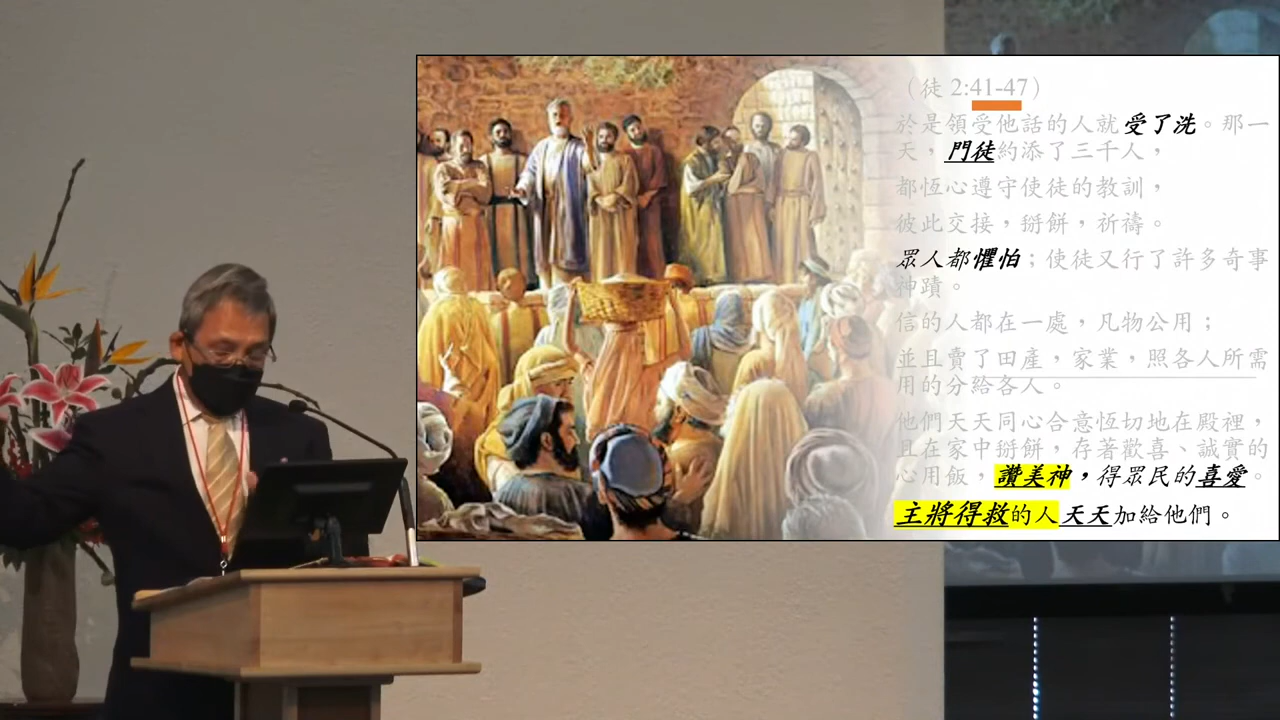 （徒 2:41-47）
於是領受他話的人就受了洗。那一
天，門徒約添了三千人，
都恆心遵守使徒的教訓，
彼此交接，掰餅，祈禱。
眾人都懼怕；使徒又行了許多奇事
神蹟。
信的人都在一處，凡物公用；
並且賣了田產，家業，照各人所需
用的分給各人。
他們天天同心合意恆切地在殿裡，
且在家中掰餅，存著歡喜、誠實的
心用飯，讚美神，得眾民的喜愛。
主將得救的人天天加給他們。